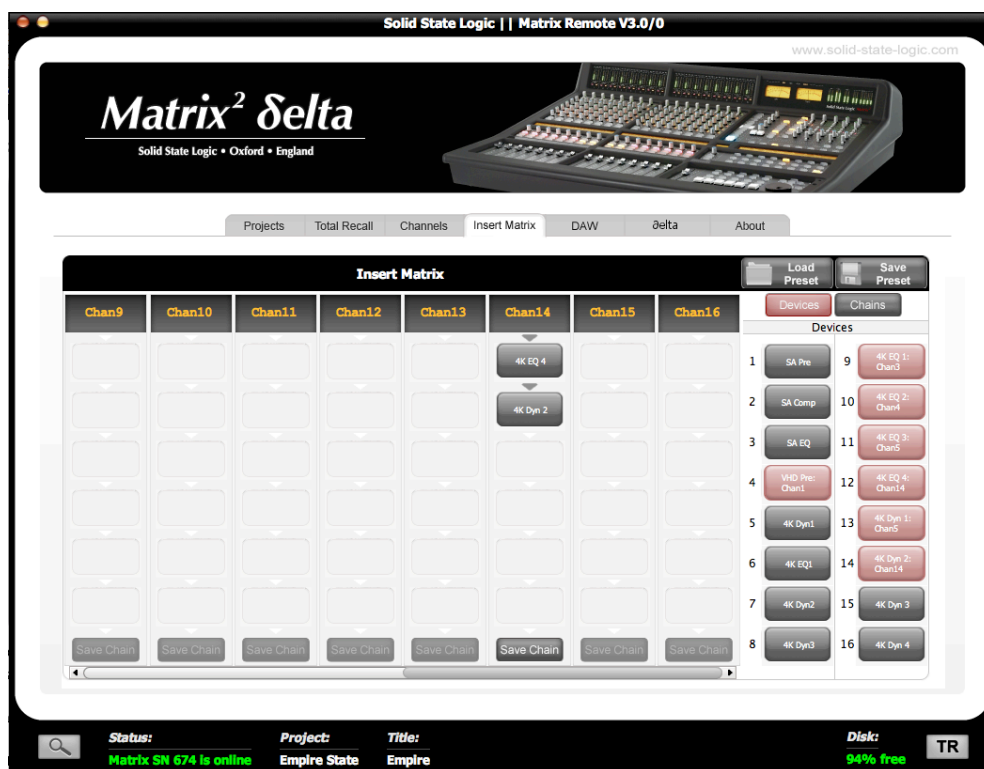 Solid State Logic || Matrix Remote V3.0/0
www.solid-state-logic.com
Matrix² δelta
Solid State Logic • Oxford • England
Projects Total Recall Channels Insert Matrix DAW ∂elta About
Insert Matrix
Load Preset
Save Preset
Chan9 Chan10 Chan11 Chan12 Chan13 Chan14 Chan15 Chan16
Devices Chains
Devices
4K EQ 4
4K Dyn 2
1 SA Pre 9 4K EQ 1: Chan3
2 SA Comp 10 4K EQ 2: Chan4
3 SA EQ 11 4K EQ 3: Chan5
4 VHD Pre: Chan1 12 4K EQ 4: Chan14
5 4K Dyn1 13 4K Dyn 1: Chan5
6 4K EQ1 14 4K Dyn 2: Chan14
7 4K Dyn2 15 4K Dyn 3
8 4K Dyn3 16 4K Dyn 4
Save Chain Save Chain Save Chain Save Chain Save Chain Save Chain Save Chain Save Chain
Status: Project: Title: Disk:
Matrix SN 674 is online Empire State Empire 94% free
TR